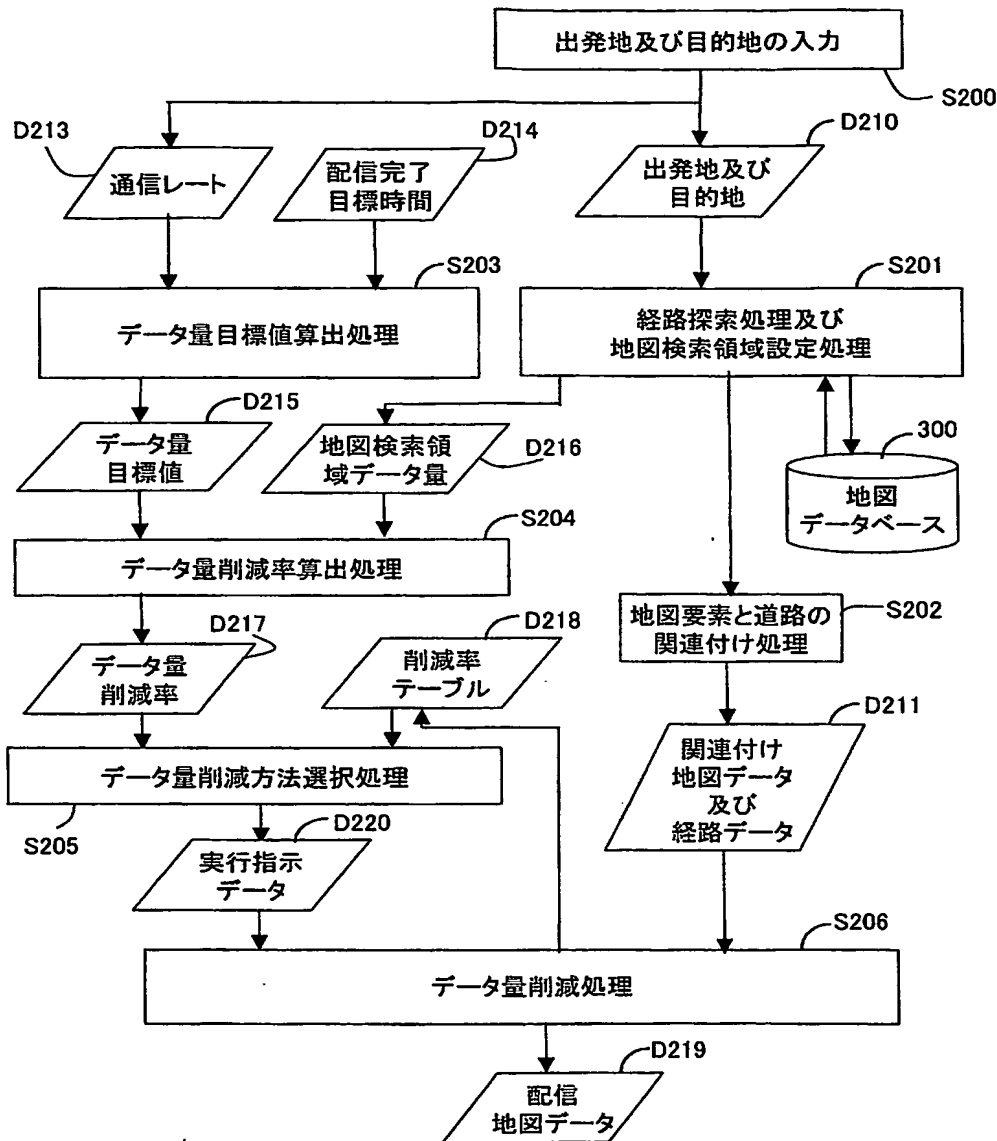 出発地及び目的地の入力
S200
D213
D214
D210
通信レート
配信完了
目標時間
出発地及び
目的地
S203
S201
データ量目標値算出処理
経路探索処理及び
地図検索領域設定処理
D215
データ量
目標値
地図検索領
域データ量
D216
300
地図
データベース
S204
データ量削減率算出処理
S202
地図要素と道路の
関連付け処理
D217
データ量
削減率
D218
削減率
テーブル
D211
関連付け
地図データ
及び
経路データ
データ量削減方法選択処理
S205
D220
実行指示
データ
S206
データ量削減処理
D219
配信
地図データ